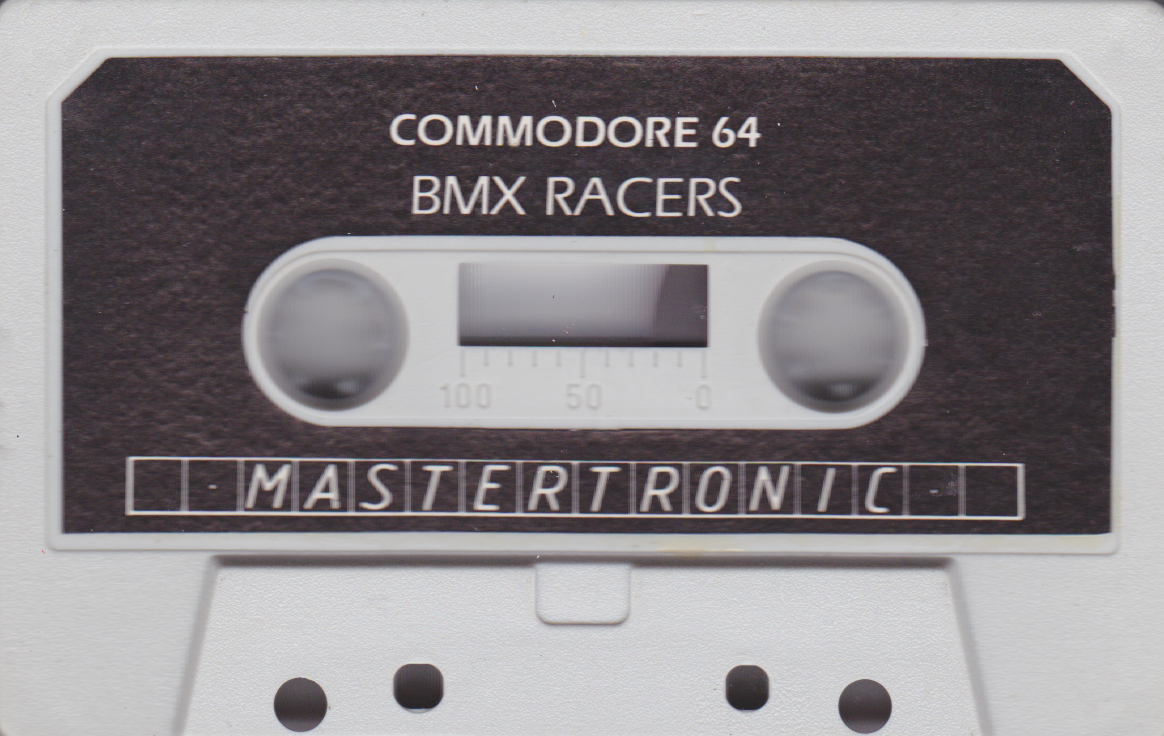 COMMODORE 64
BMX RACERS
100 50 0
MASTERTRONIC